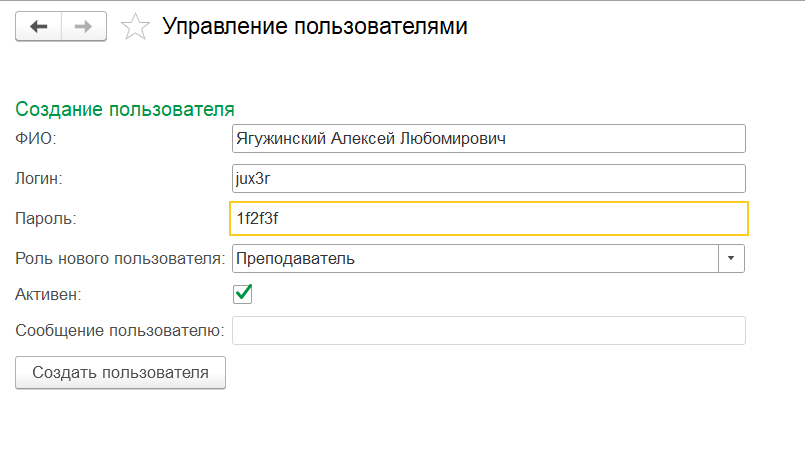 Управление пользователями
Создание пользователя
ФИО: Ягужинский Алексей Любомирович
Логин: jux3r
Пароль: 1f2f3f
Роль нового пользователя: Преподаватель
Активен:
Сообщение пользователю:
Создать пользователя